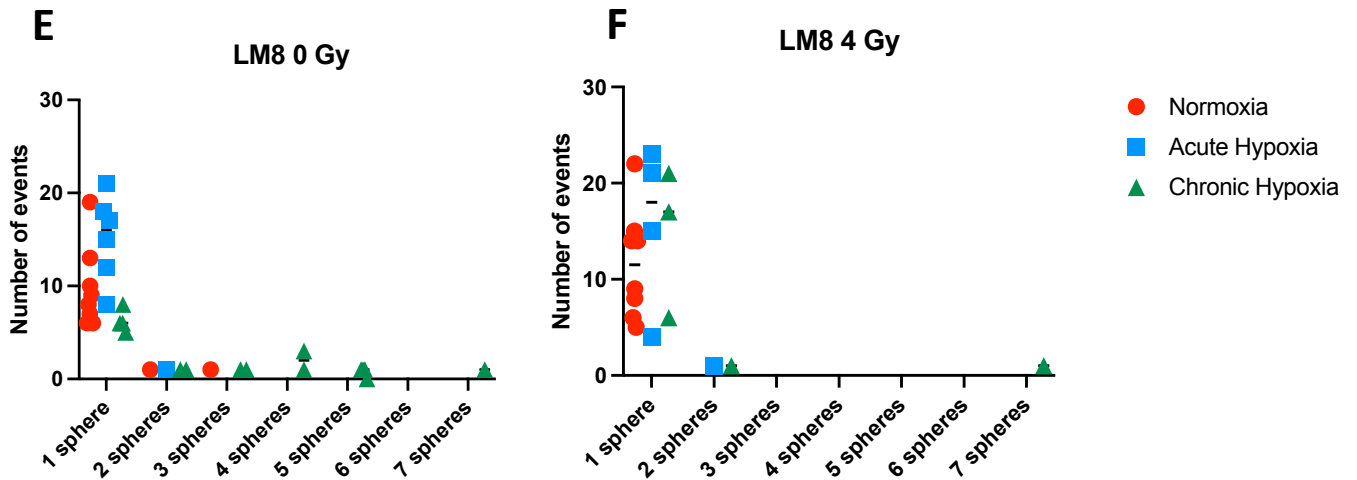 E
LM8 0 Gy
Number of events
30
20
10
0
1 sphere
2 spheres
3 spheres
4 spheres
5 spheres
6 spheres
7 spheres
F
LM8 4 Gy
Number of events
30
20
10
0
1 sphere
2 spheres
3 spheres
4 spheres
5 spheres
6 spheres
7 spheres
Normoxia
Acute Hypoxia
Chronic Hypoxia